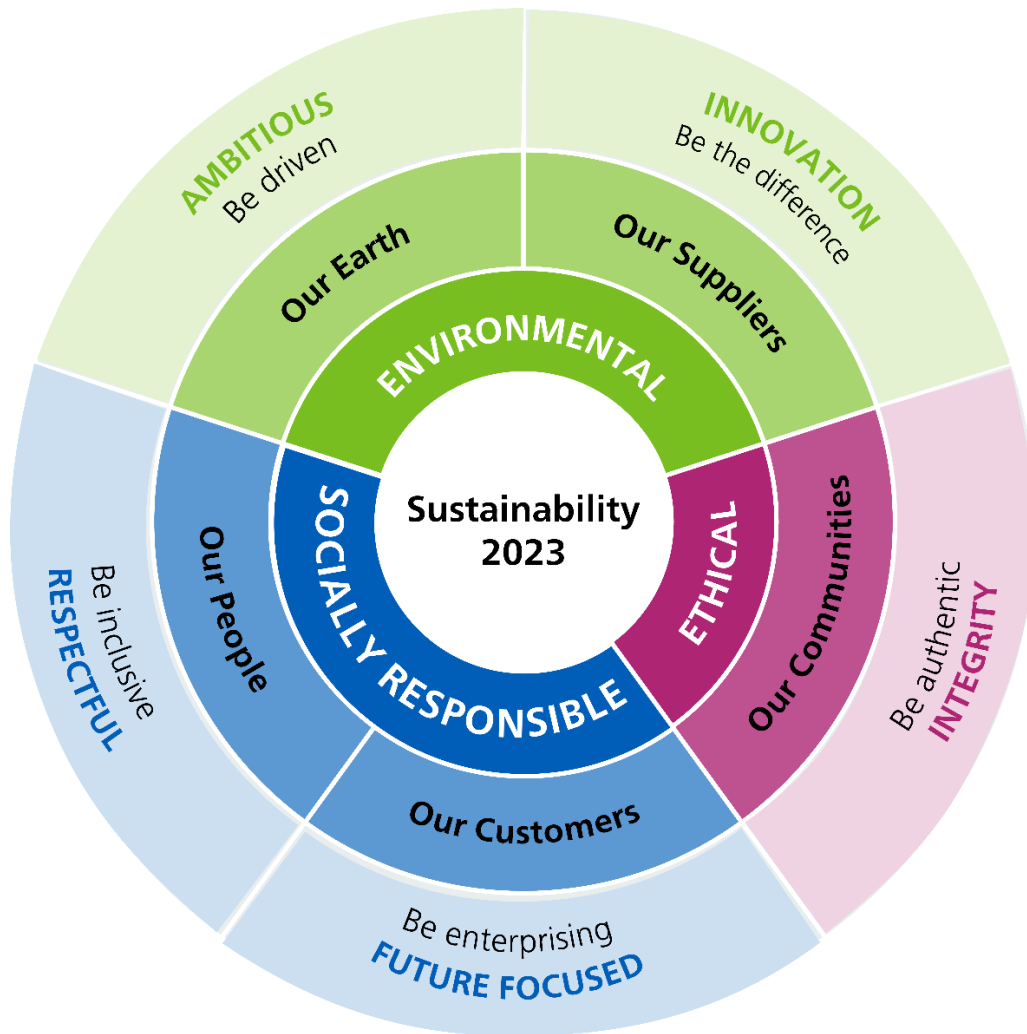 AMBITIOUS
Be driven
INNOVATION
Be the difference
Our Earth
Our Suppliers
ENVIRONMENTAL
Sustainability
2023
SOCIALLY RESPONSIBLE
ETHICAL
Our People
Our Communities
Be inclusive
RESPECTFUL
Be authentic
INTEGRITY
Our Customers
Be enterprising
FUTURE FOCUSED